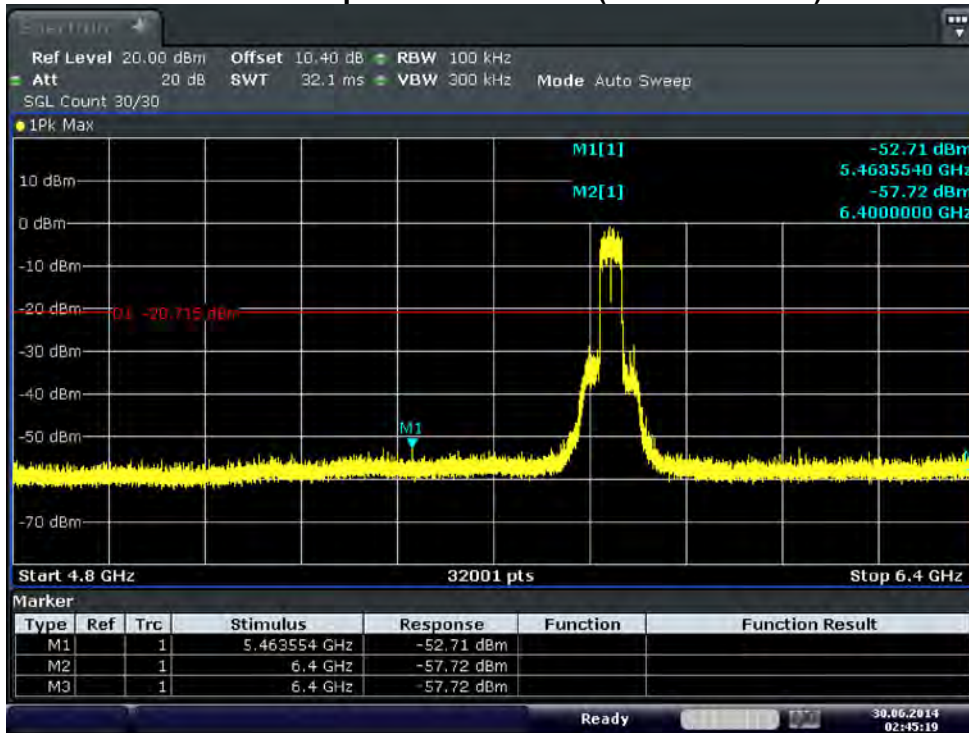 Spectrum
Ref Level 20.00 dBm Offset 10.40 dB RBW 100 kHz
Att 20 dB SWT 32.1 ms VBW 300 kHz Mode Auto Sweep
SGL Count 30/30
1Pk Max
M1[1] -52.71 dBm
5.4635540 GHz
10 dBm
M2[1] -57.72 dBm
6.4000000 GHz
0 dBm
-10 dBm
-20 dBm D1 -20.715 dBm
-30 dBm
-40 dBm
M1
-50 dBm
-70 dBm
Start 4.8 GHz 32001 pts Stop 6.4 GHz
Marker
Type Ref Trc Stimulus Response Function Function Result
M1 1 5.463554 GHz -52.71 dBm
M2 1 6.4 GHz -57.72 dBm
M3 1 6.4 GHz -57.72 dBm
Ready 30.06.2014
02:45:19